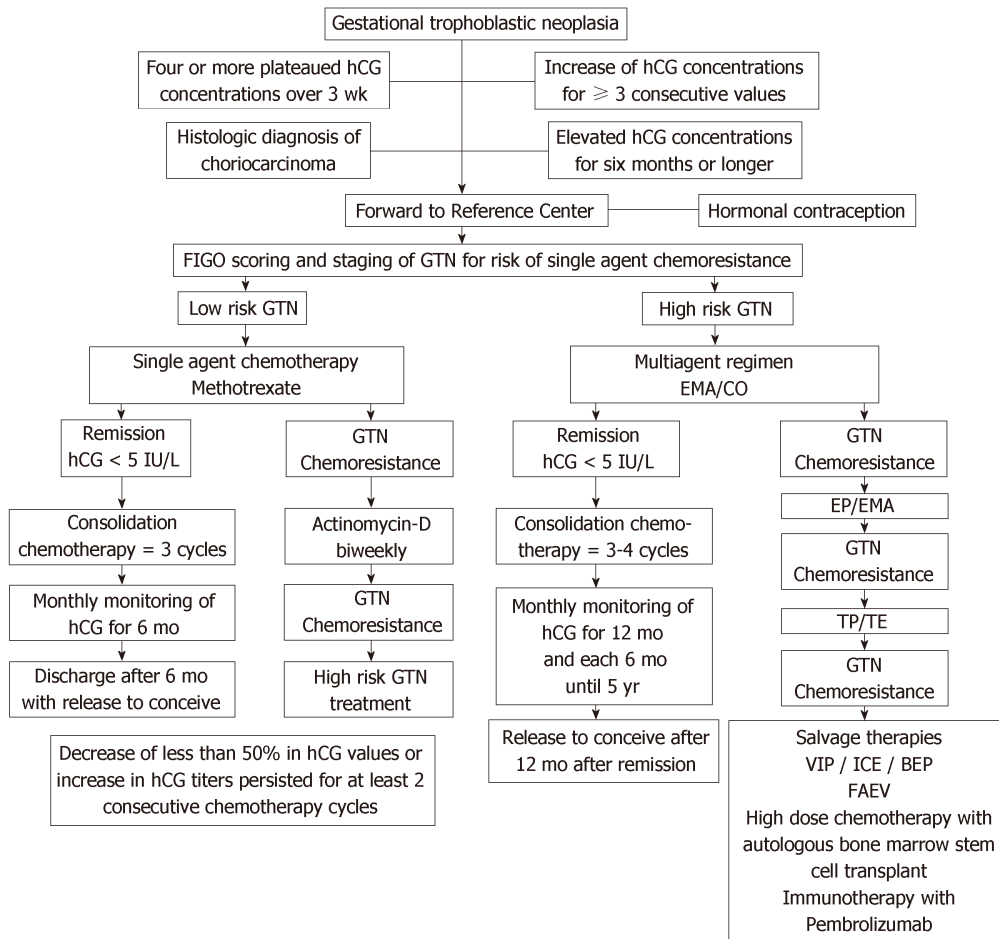 Gestational trophoblastic neoplasia
Four or more plateaued hCG
concentrations over 3 wk
Increase of hCG concentrations
for ⩾ 3 consecutive values
Histologic diagnosis of
choriocarcinoma
Elevated hCG concentrations
for six months or longer
Forward to Reference Center
Hormonal contraception
FIGO scoring and staging of GTN for risk of single agent chemoresistance
Low risk GTN
High risk GTN
Single agent chemotherapy
Methotrexate
Multiagent regimen
EMA/CO
Remission
hCG < 5 IU/L
GTN
Chemoresistance
Remission
hCG < 5 IU/L
GTN
Chemoresistance
Consolidation
chemotherapy = 3 cycles
Actinomycin-D
biweekly
Consolidation chemo-
therapy = 3-4 cycles
EP/EMA
GTN
Chemoresistance
Monthly monitoring of
hCG for 6 mo
GTN
Chemoresistance
Monthly monitoring of
hCG for 12 mo
and each 6 mo
until 5 yr
TP/TE
GTN
Chemoresistance
Discharge after 6 mo
with release to conceive
High risk GTN
treatment
Release to conceive after
12 mo after remission
Salvage therapies
VIP / ICE / BEP
FAEV
High dose chemotherapy with
autologous bone marrow stem
cell transplant
Immunotherapy with
Pembrolizumab
Decrease of less than 50% in hCG values or
increase in hCG titers persisted for at least 2
consecutive chemotherapy cycles